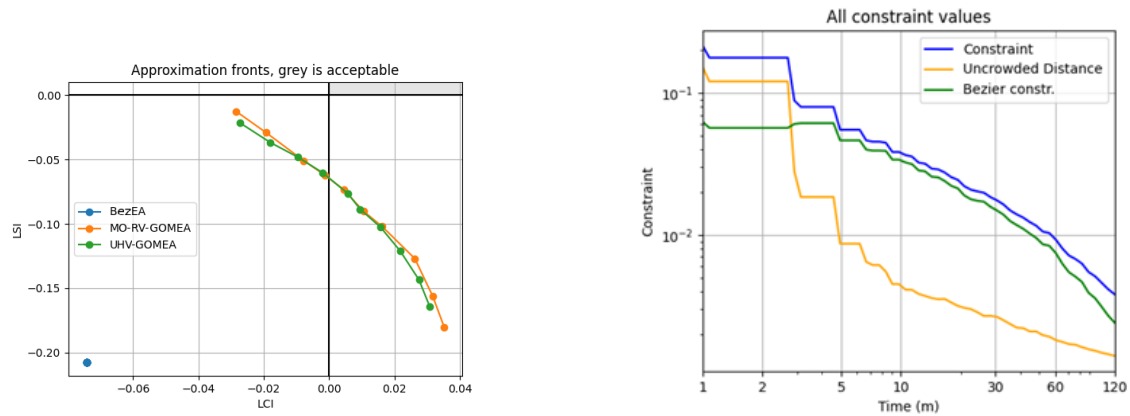 Approximation fronts, grey is acceptable
0.00
−0.05
−0.10
−0.15
−0.20
LSI
BezEA
MO-RV-GOMEA
UHV-GOMEA
−0.06
−0.04
−0.02
0.00
0.02
0.04
LCI
All constraint values
Constraint
Uncrowded Distance
Bezier constr.
10⁻¹
10⁻²
Constraint
1
2
5
10
30
60
120
Time (m)